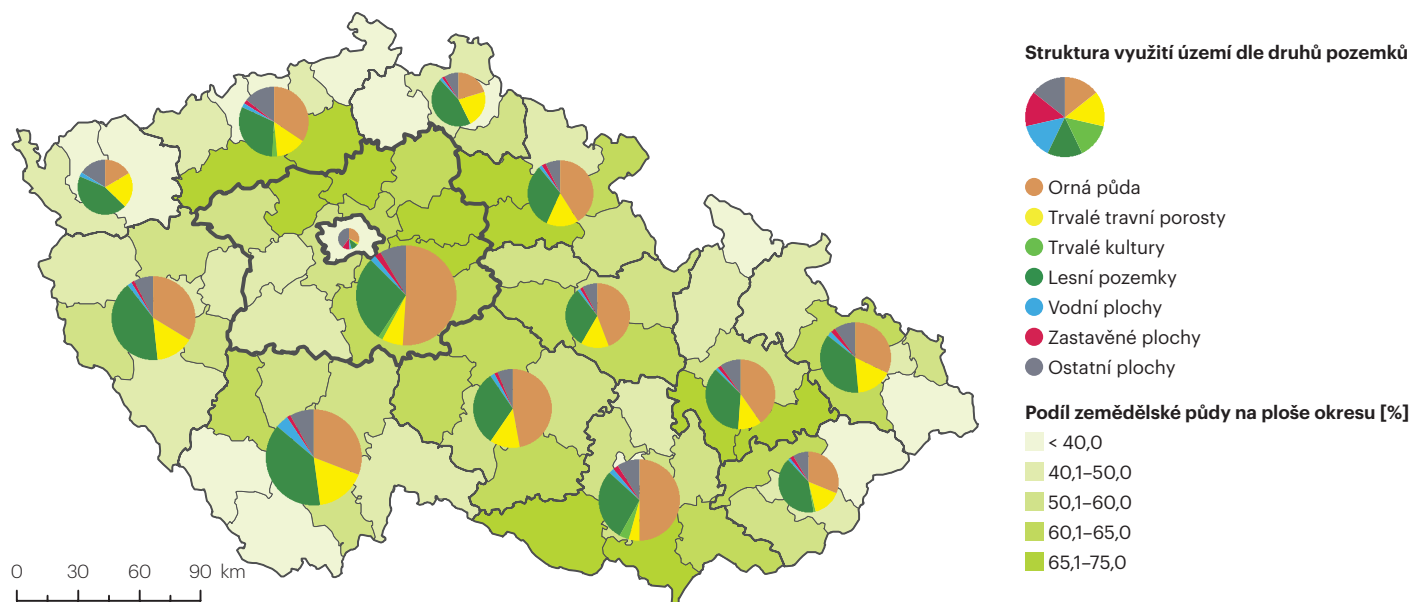 Struktura využití území dle druhů pozemků
Orná půda
Trvalé travní porosty
Trvalé kultury
Lesní pozemky
Vodní plochy
Zastavěné plochy
Ostatní plochy
Podíl zemědělské půdy na ploše okresu [%]
< 40,0
40,1–50,0
50,1–60,0
60,1–65,0
65,1–75,0
0 30 60 90 km